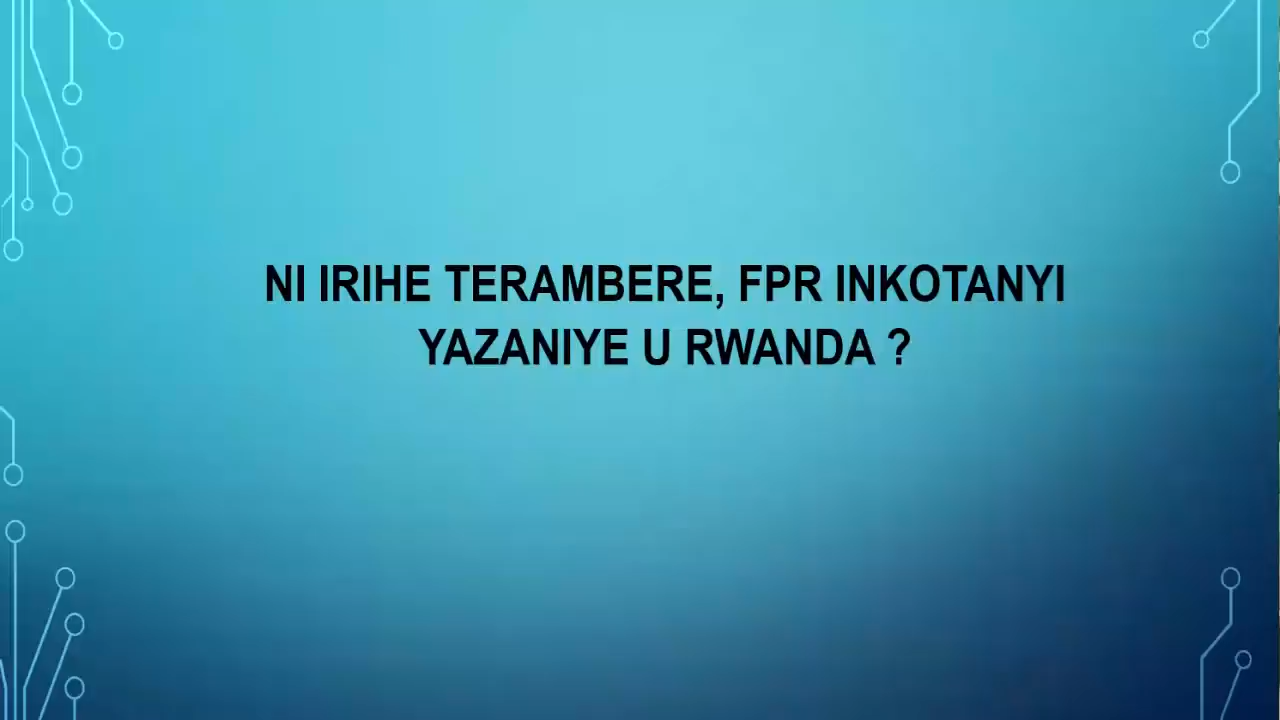 NI IRIHE TERAMBERE, FPR INKOTANYI
YAZANIYE U RWANDA ?